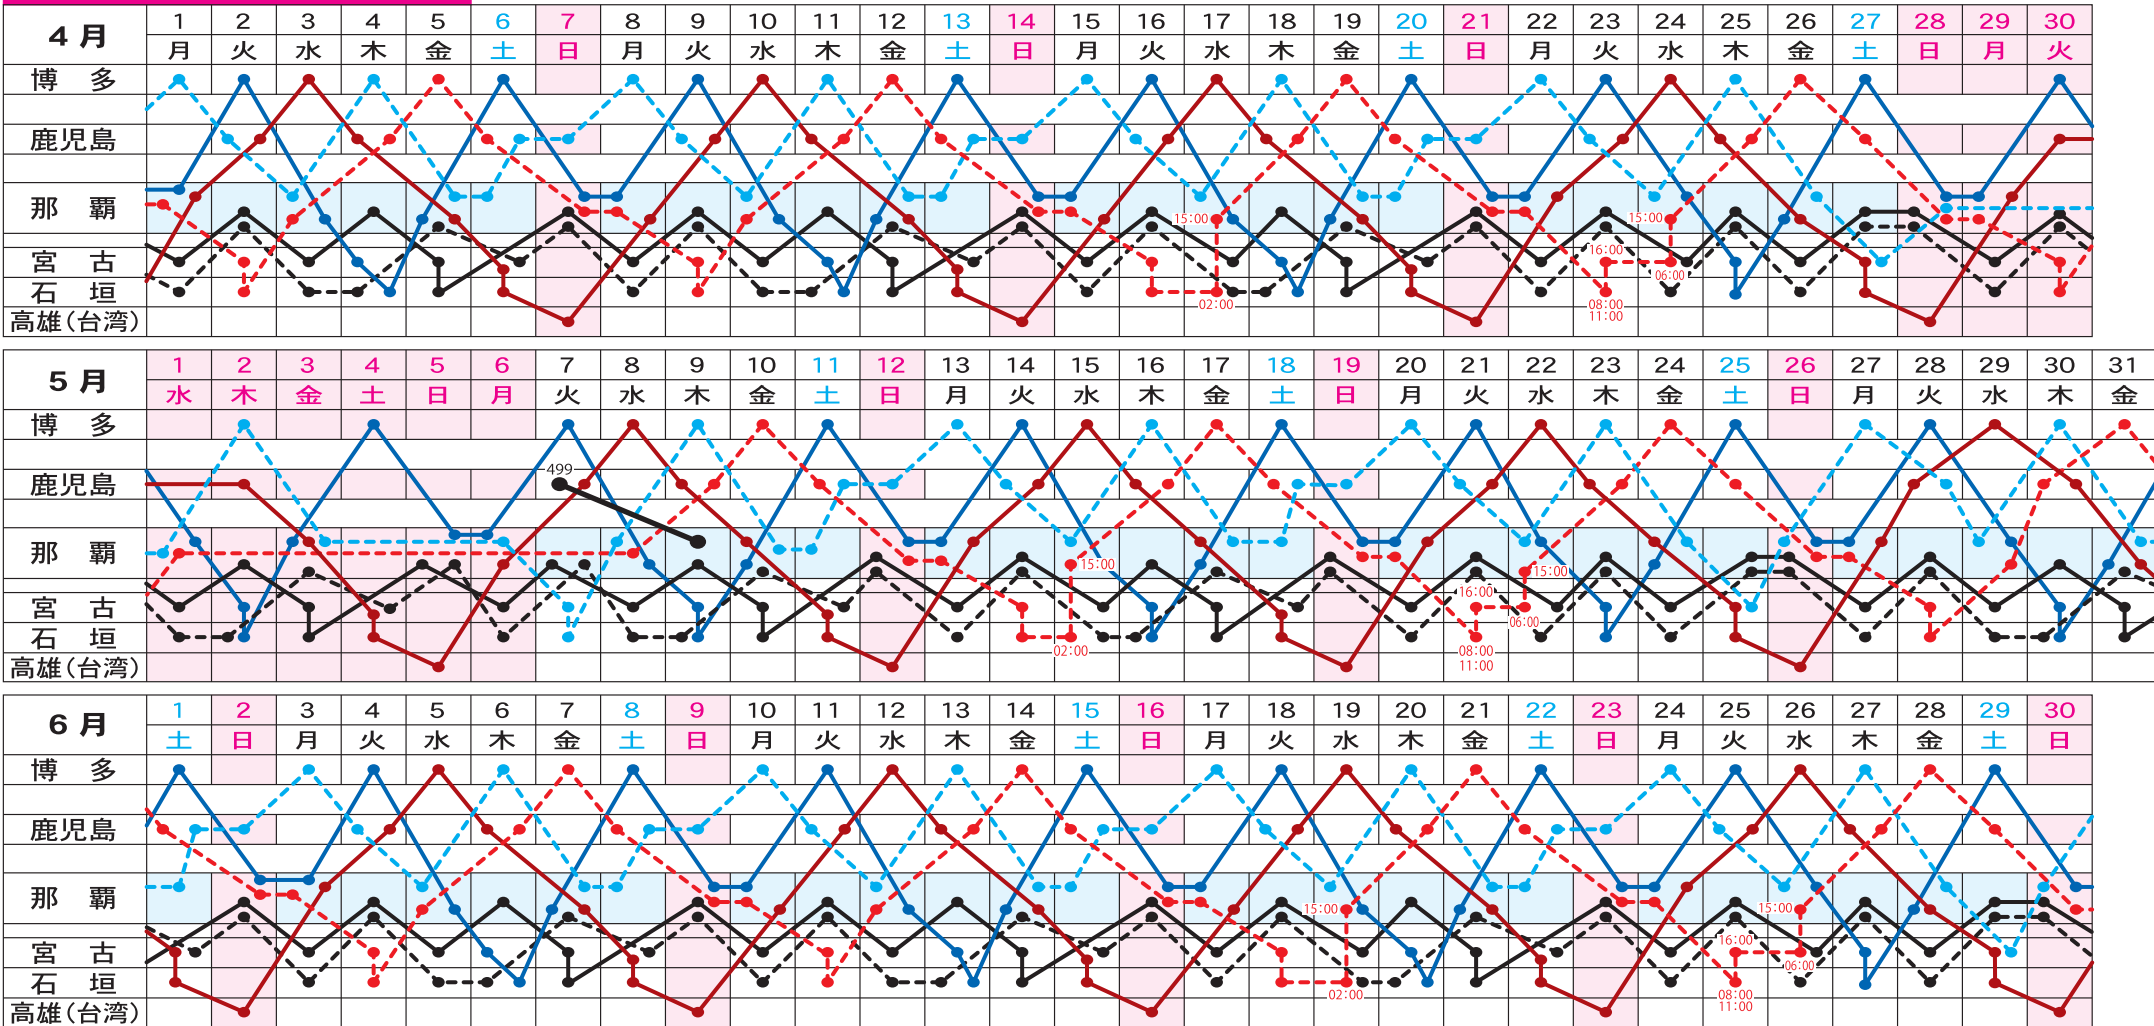 4月 1 2 3 4 5 6 7 8 9 10 11 12 13 14 15 16 17 18 19 20 21 22 23 24 25 26 27 28 29 30
月 火 水 木 金 土 日 月 火 水 木 金 土 日 月 火 水 木 金 土 日 月 火 水 木 金 土 日 月 火
博多
鹿児島
那覇
15:00 15:00
宮古
16:00
06:00
石垣
02:00 08:00
11:00
高雄(台湾)
5月 1 2 3 4 5 6 7 8 9 10 11 12 13 14 15 16 17 18 19 20 21 22 23 24 25 26 27 28 29 30 31
水 木 金 土 日 月 火 水 木 金 土 日 月 火 水 木 金 土 日 月 火 水 木 金 土 日 月 火 水 木 金
博多
499
鹿児島
那覇
15:00 15:00
宮古
16:00
06:00
石垣
02:00 08:00
11:00
高雄(台湾)
6月 1 2 3 4 5 6 7 8 9 10 11 12 13 14 15 16 17 18 19 20 21 22 23 24 25 26 27 28 29 30
土 日 月 火 水 木 金 土 日 月 火 水 木 金 土 日 月 火 水 木 金 土 日 月 火 水 木 金 土 日
博多
鹿児島
那覇
15:00 15:00
宮古
16:00
06:00
石垣
02:00 08:00
11:00
高雄(台湾)